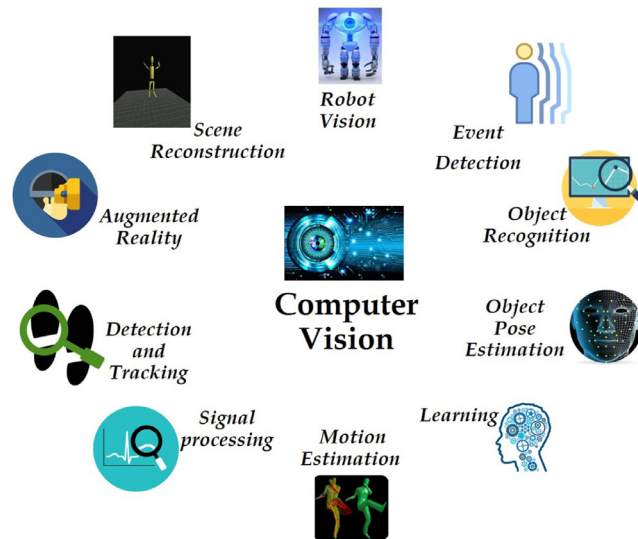 Robot
Vision
Scene
Reconstruction
Event
Detection
Augmented
Reality
Object
Recognition
Computer
Vision
Detection
and
Tracking
Object
Pose
Estimation
Signal
processing
Motion
Estimation
Learning